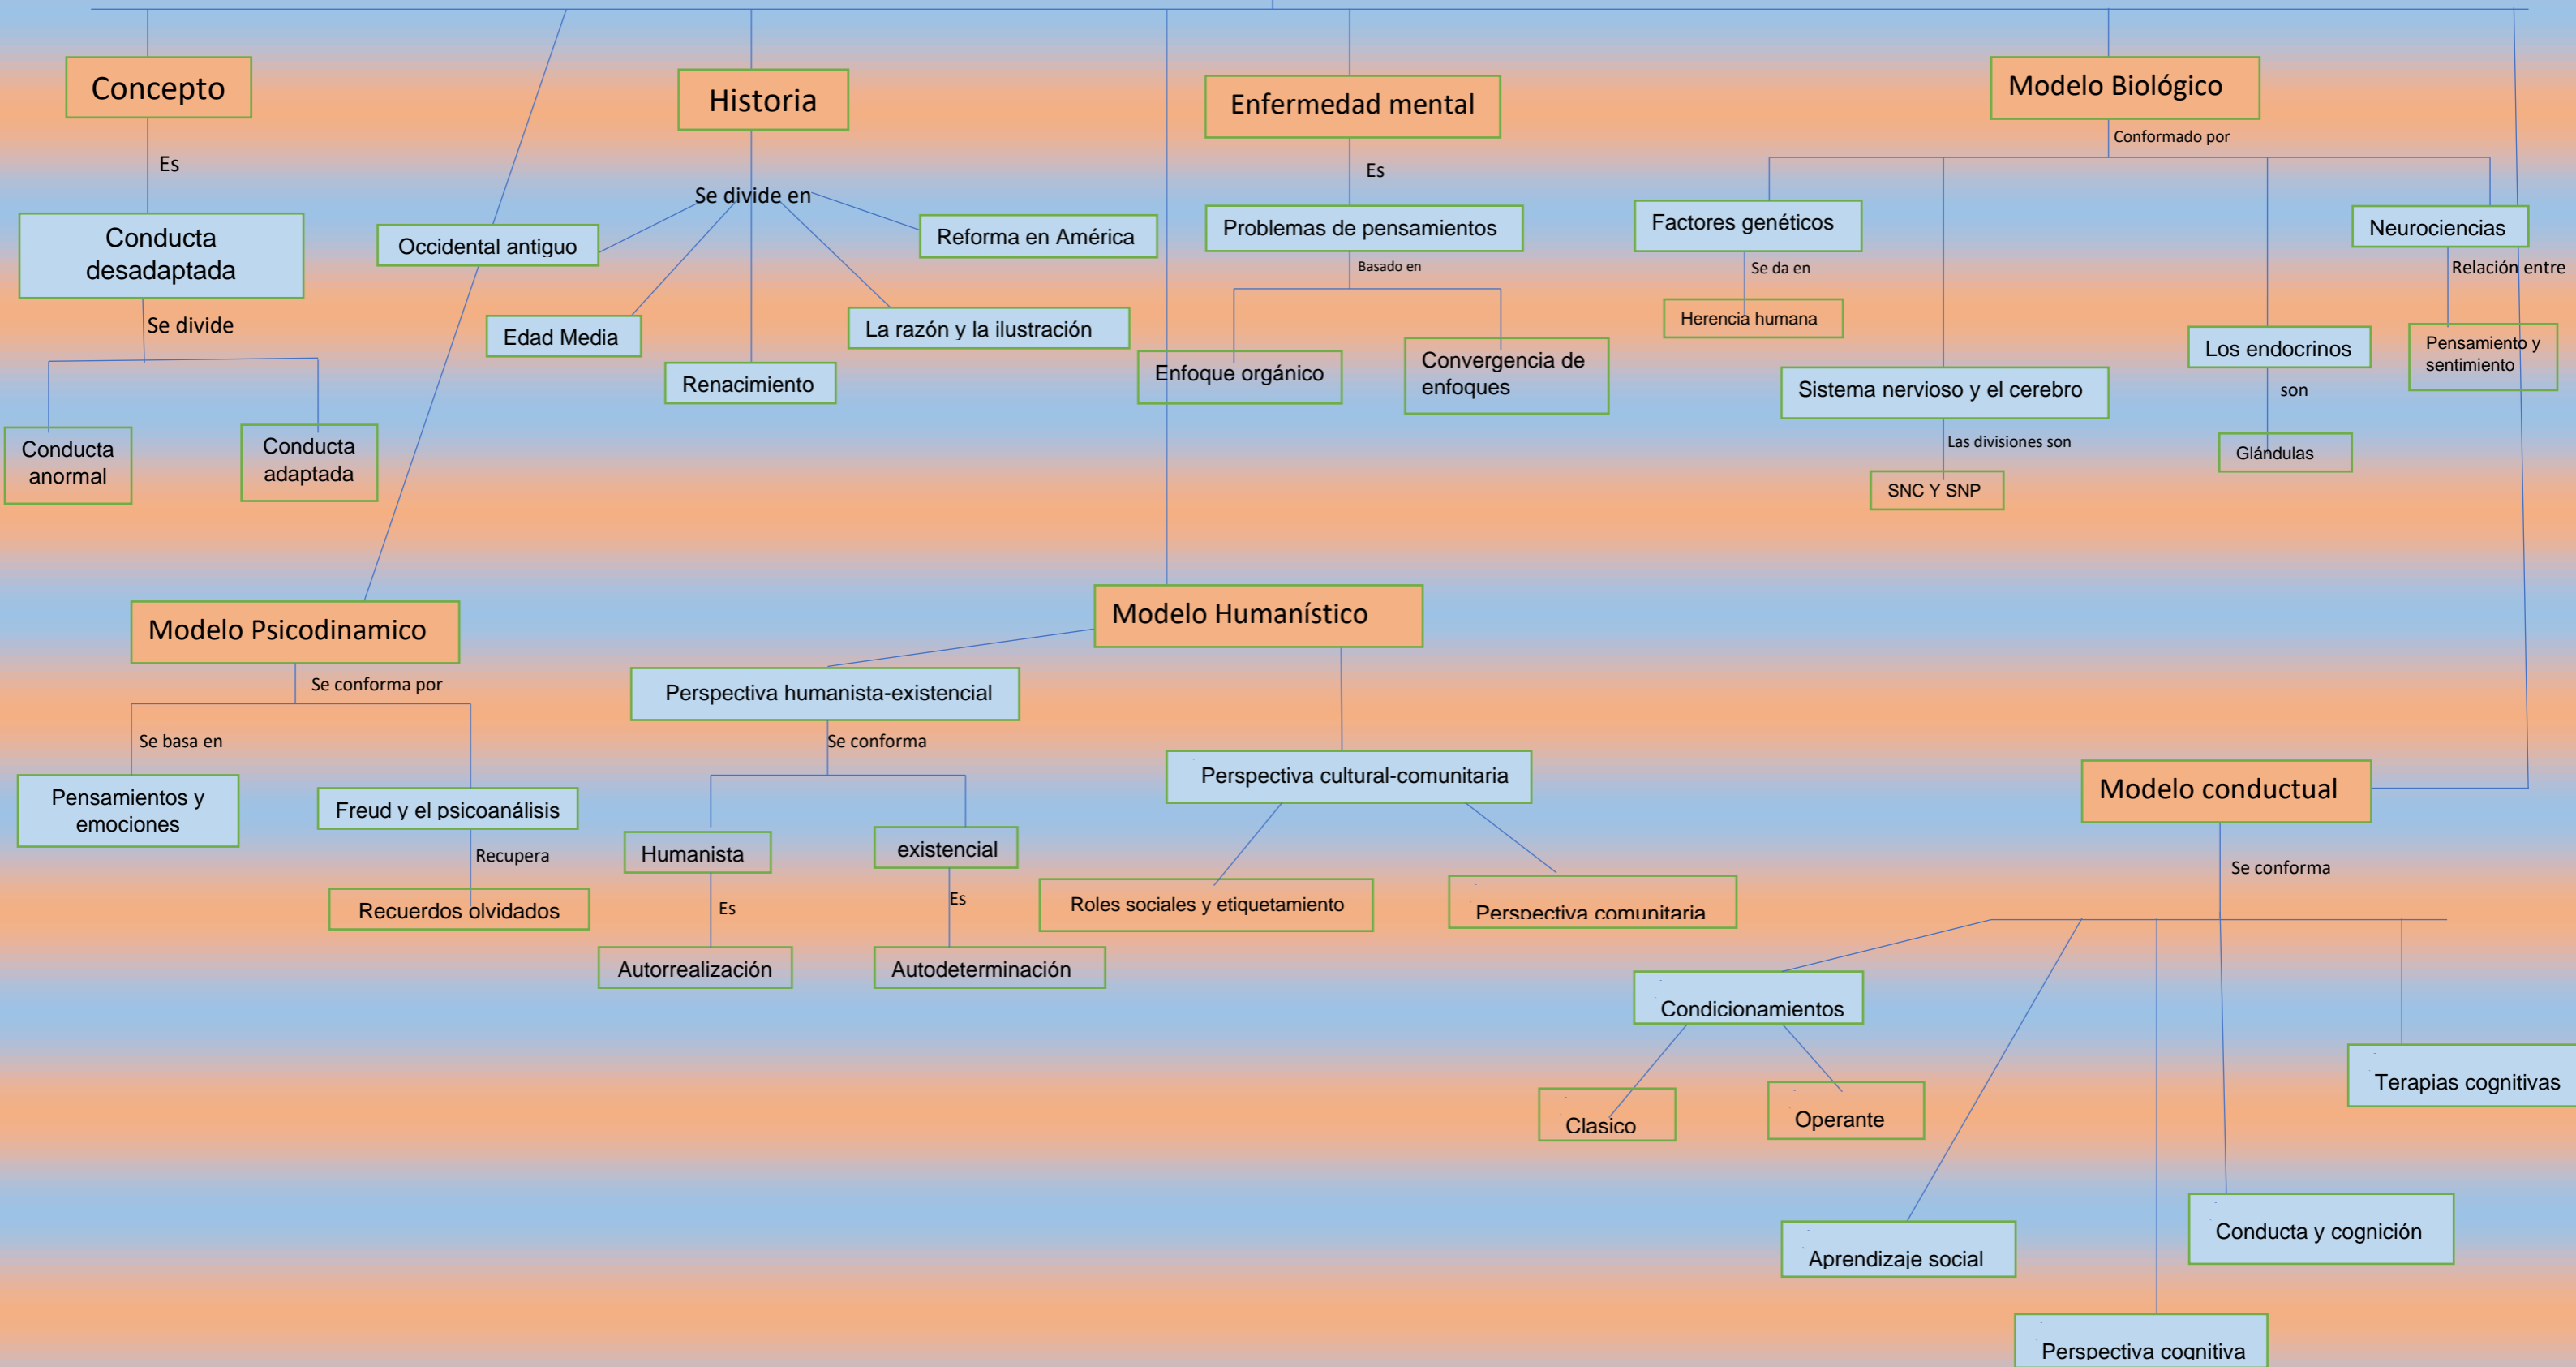 Concepto
Historia
Enfermedad mental
Modelo Biológico
Es
Se divide en
Es
Conformado por
Conducta
desadaptada
Occidental antiguo
Reforma en América
Problemas de pensamientos
Factores genéticos
Neurociencias
Se divide
Edad Media
La razón y la ilustración
Renacimiento
Basado en
Enfoque orgánico
Convergencia de
enfoques
Se da en
Herencia humana
Sistema nervioso y el cerebro
Las divisiones son
SNC Y SNP
Los endocrinos
son
Glándulas
Relación entre
Pensamiento y
sentimiento
Conducta
anormal
Conducta
adaptada
Modelo Psicodinamico
Se conforma por
Se basa en
Pensamientos y
emociones
Freud y el psicoanálisis
Recupera
Recuerdos olvidados
Modelo Humanístico
Perspectiva humanista-existencial
Se conforma
Humanista
Es
Autorrealización
existencial
Es
Autodeterminación
Perspectiva cultural-comunitaria
Roles sociales y etiquetamiento
Perspectiva comunitaria
Modelo conductual
Se conforma
Condicionamientos
Clasico
Operante
Aprendizaje social
Perspectiva cognitiva
Conducta y cognición
Terapias cognitivas